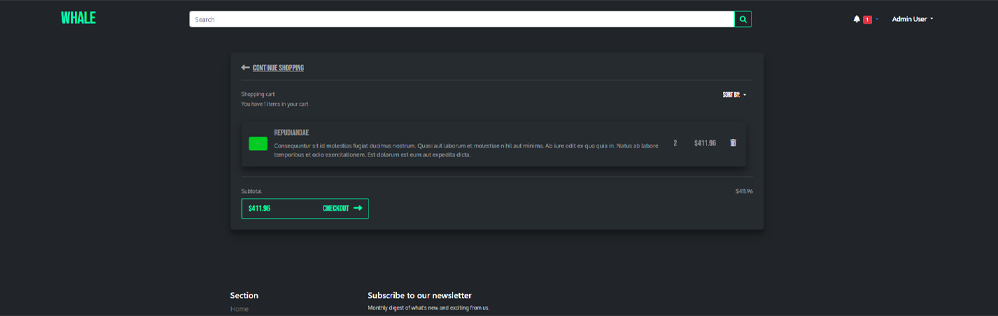 WHALE
Search
1
Admin User
CONTINUE SHOPPING
Shopping cart
SORT BY:
You have 1 items in your cart
REPUDIANDAE
Consequuntur sit id molestias fugiat ducimus nostrum. Quasi aut laborum et molestiae nihil aut minima. Ab iure odit ex quo quia in. Natus ab labore
temporibus et odio exercitationem. Est dolorum est eum aut expedita dicta.
2
$411.96
Subtotal
$411.96
$411.96
CHECKOUT
Section
Subscribe to our newsletter
Home
Monthly digest of what's new and exciting from us.